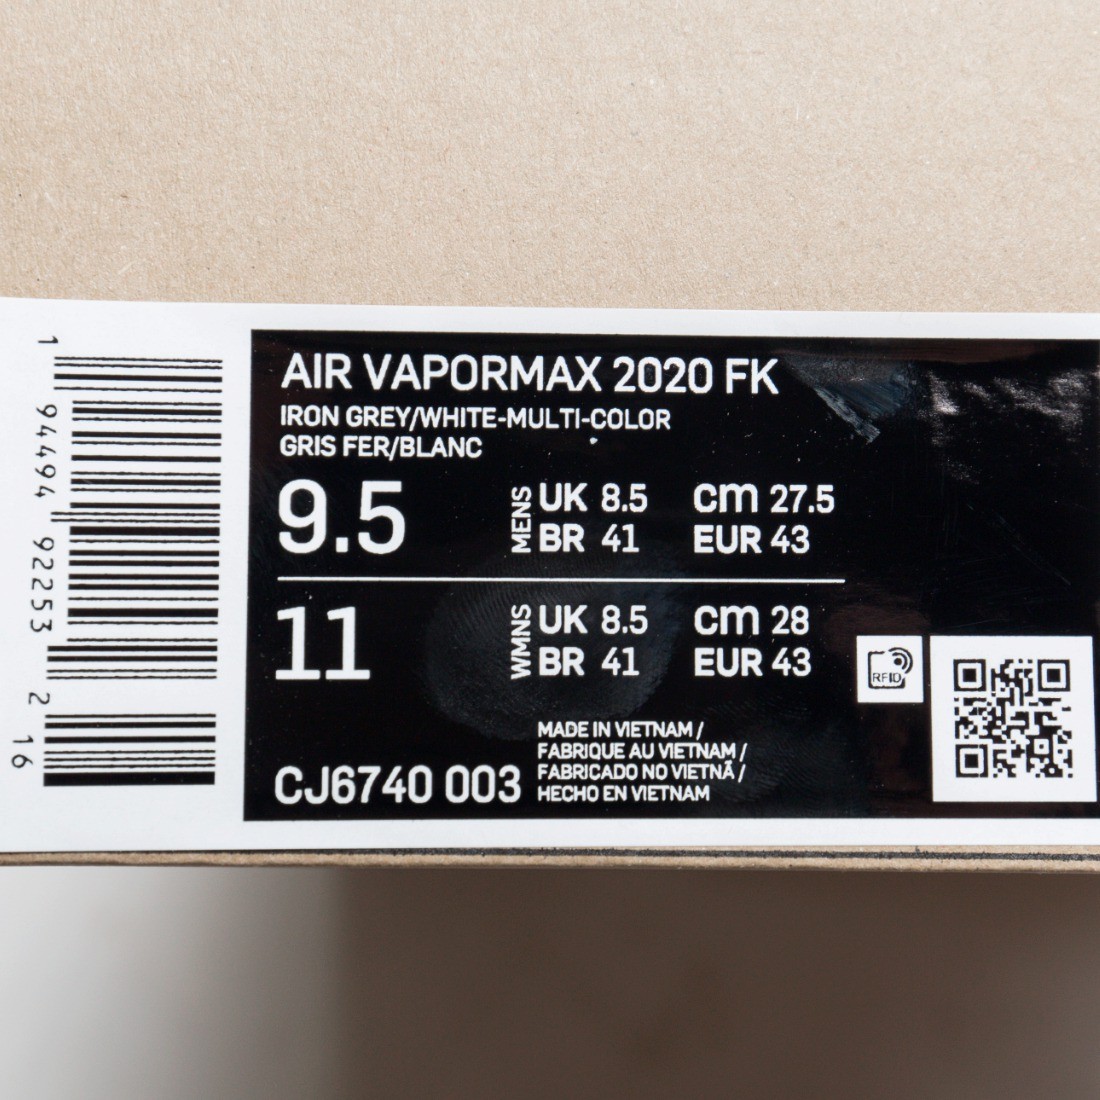 AIR VAPORMAX 2020 FK
IRON GREY/WHITE-MULTI-COLOR
GRIS FER/BLANC
9.5 MENS UK 8.5 CM 27.5
BR 41 EUR 43
11 WMNS UK 8.5 CM 28
BR 41 EUR 43
RFID
MADE IN VIETNAM /
FABRIQUE AU VIETNAM /
FABRICADO NO VIETNÃ /
HECHO EN VIETNAM
CJ6740 003
1 94494 92253 2 16